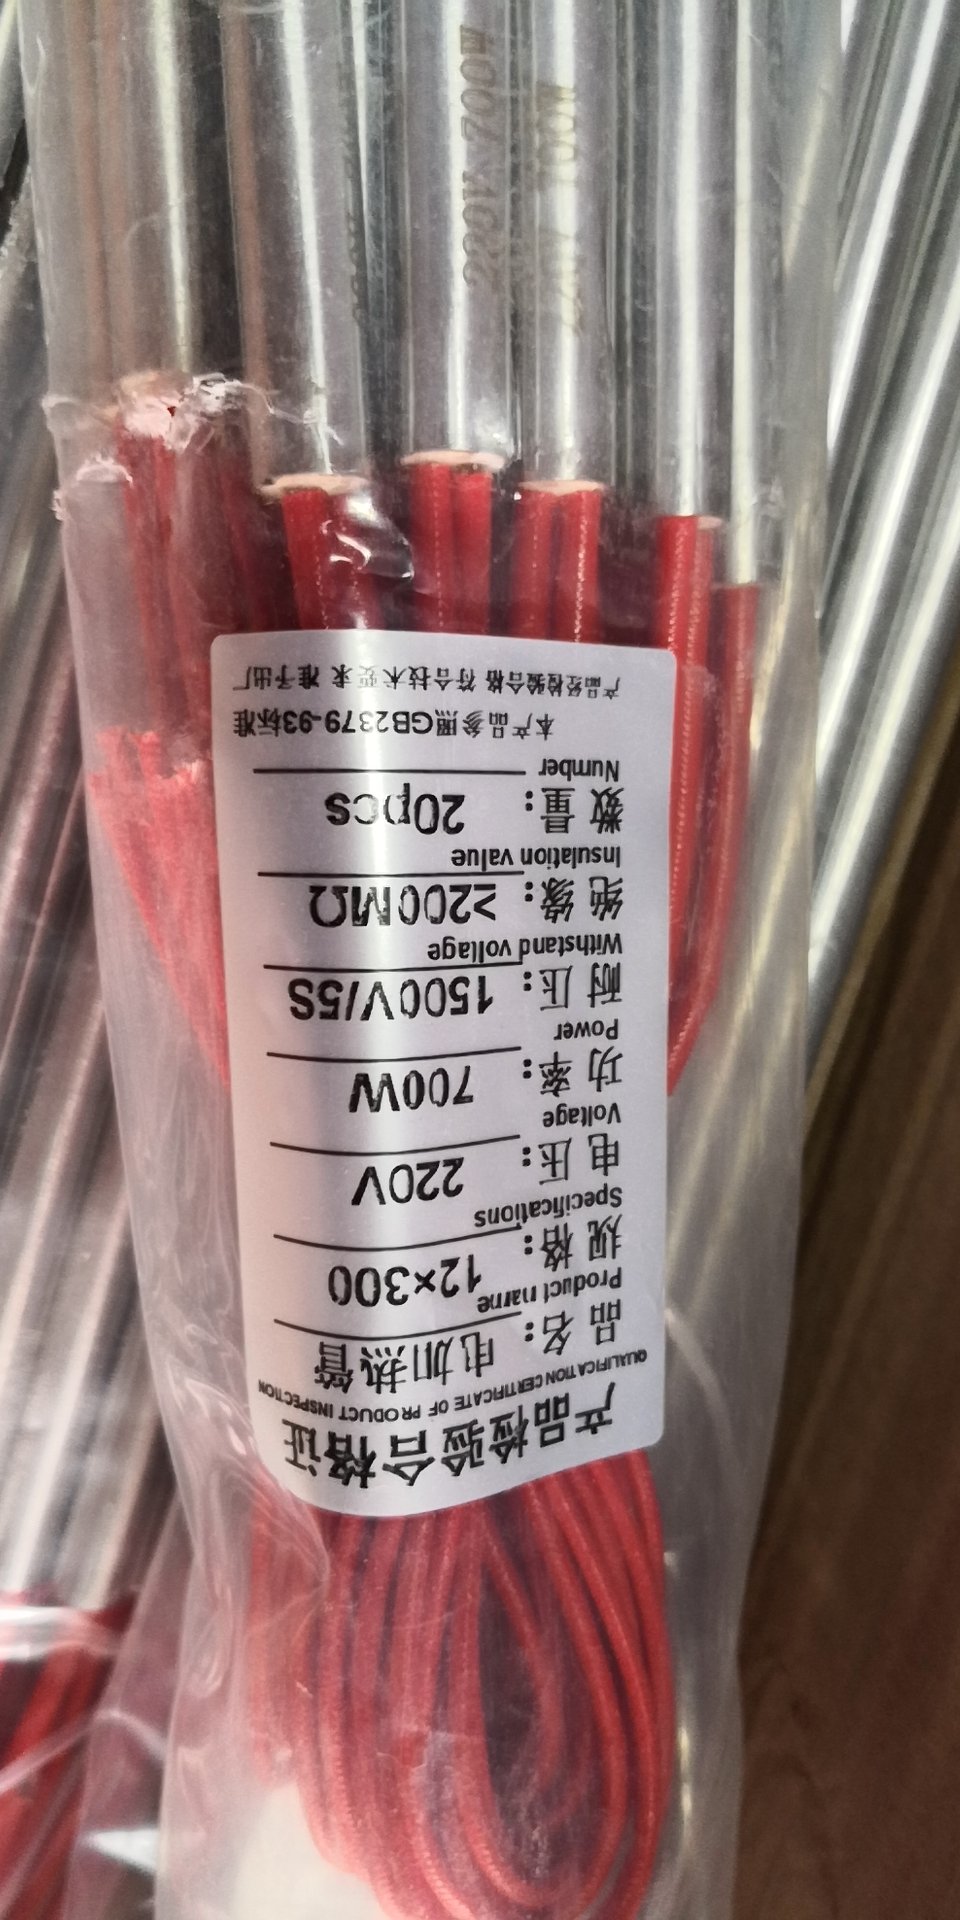 产品检验合格证
QUALIFICATION CERTIFICATE OF PRODUCT INSPECTION
品 名： 电加热管
Product name
规 格： 12×300
Specifications
电 压： 220V
Voltage
功 率： 700W
Power
耐 压： 1500V/5S
Withstand voltage
绝 缘： ≥200MΩ
Insulation value
数 量： 20pcs
Number
本产品参照GB2379-93标准
产品经检验合格 符合技术要求 准予出厂
220V 700W